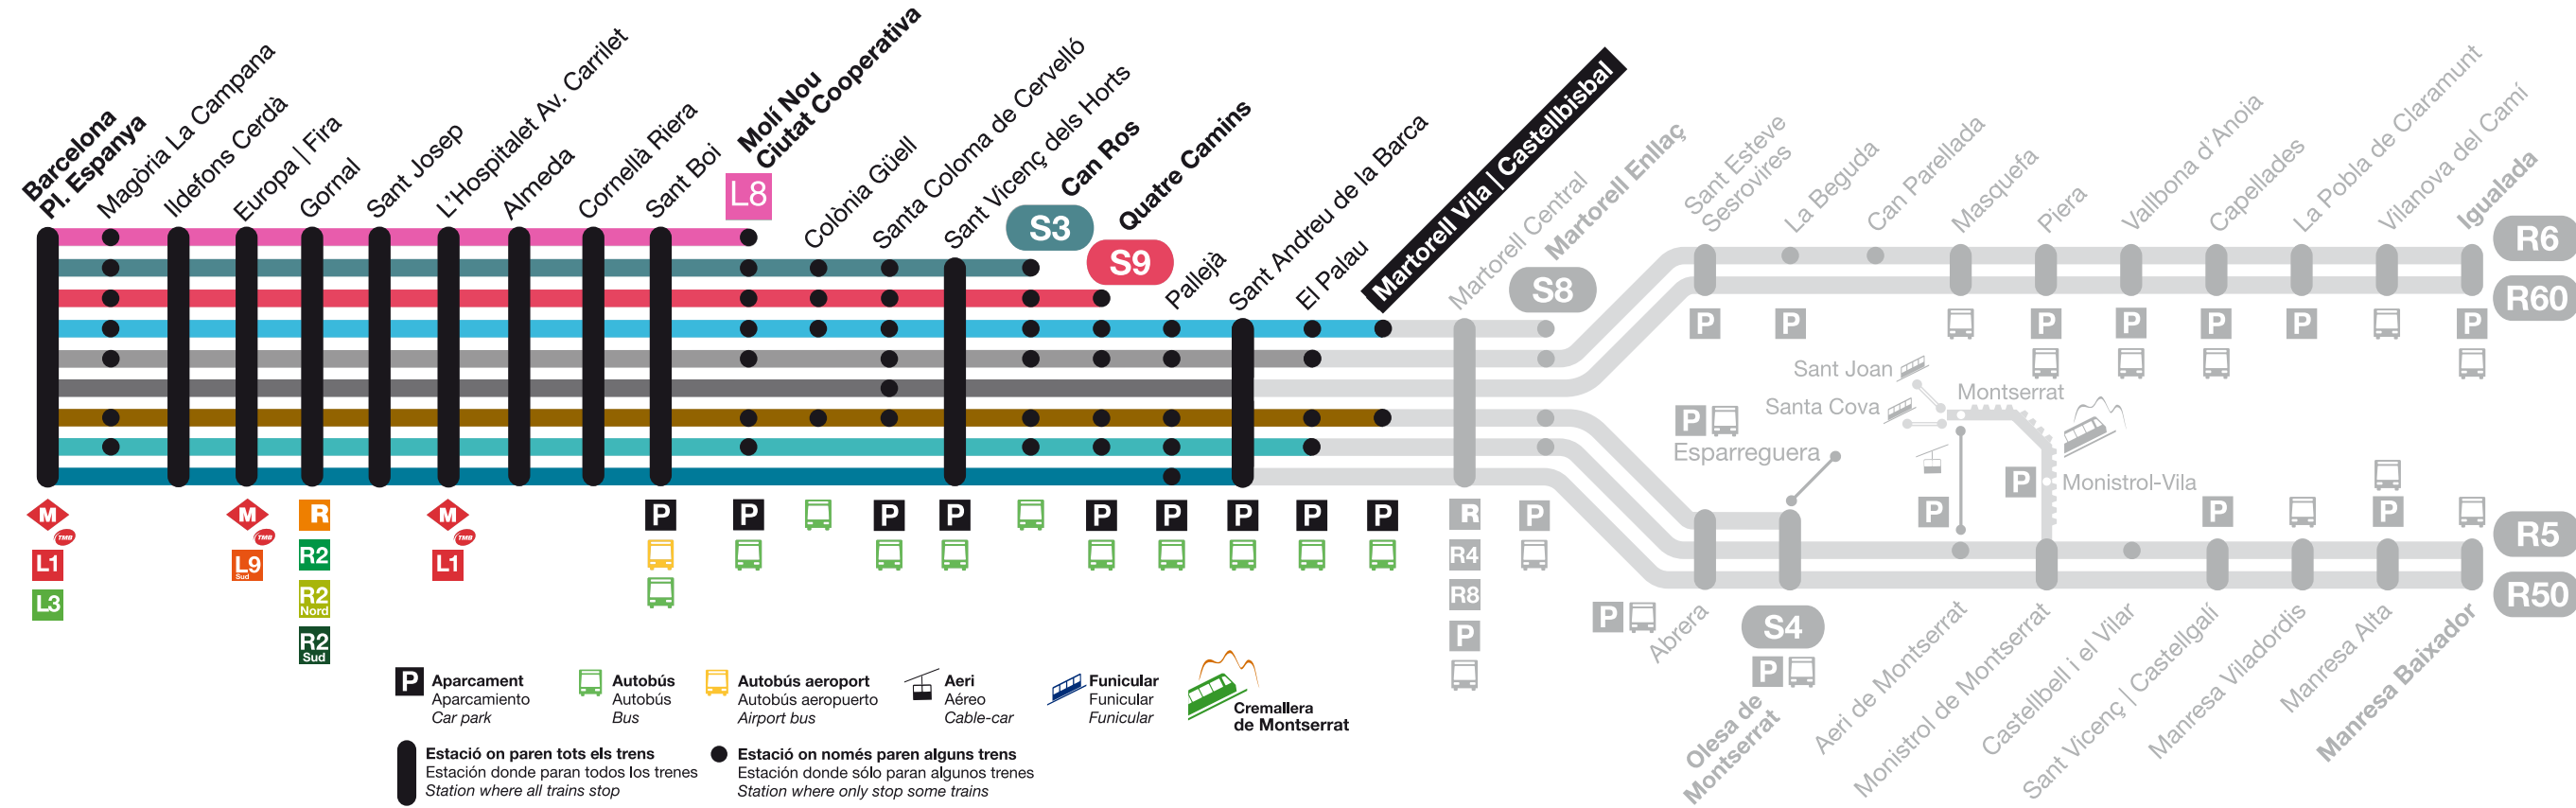 Barcelona
Pl. Espanya
Magòria La Campana
Ildefons Cerdà
Europa | Fira
Gornal
Sant Josep
L'Hospitalet Av. Carrilet
Almeda
Cornellà Riera
Sant Boi
Molí Nou
Ciutat Cooperativa
L8
Colònia Güell
Santa Coloma de Cervelló
Sant Vicenç dels Horts
Can Ros
S3
Quatre Camins
S9
Pallejà
Sant Andreu de la Barca
El Palau
Martorell Vila | Castellbisbal
Martorell Central
Martorell Enllaç
S8
Sant Esteve
Sesrovires
La Beguda
Can Parellada
Masquefa
Piera
Vallbona d'Anoia
Capellades
La Pobla de Claramunt
Vilanova del Camí
Igualada
R6
R60
P
P
P
P
P
P
P
Sant Joan
Santa Cova
Montserrat
P
Esparreguera
P
P
Monistrol-Vila
P
P
R5
R50
M
TMB
L1
L3
M
TMB
L9
Sud
R
R2
R2
Nord
R2
Sud
M
TMB
L1
P
P
P
P
P
P
P
P
P
R
R4
R8
P
P
P
Abrera
S4
P
Olesa de
Montserrat
Aeri de Montserrat
Monistrol de Montserrat
Castellbell i el Vilar
Sant Vicenç | Castellgalí
Manresa Viladordis
Manresa Alta
Manresa Baixador
P
Aparcament
Aparcamiento
Car park
Autobús
Autobús
Bus
Autobús aeroport
Autobús aeropuerto
Airport bus
Aeri
Aéreo
Cable-car
Funicular
Funicular
Funicular
Cremallera
de Montserrat
Estació on paren tots els trens
Estación donde paran todos los trenes
Station where all trains stop
Estació on només paren alguns trens
Estación donde sólo paran algunos trenes
Station where only stop some trains